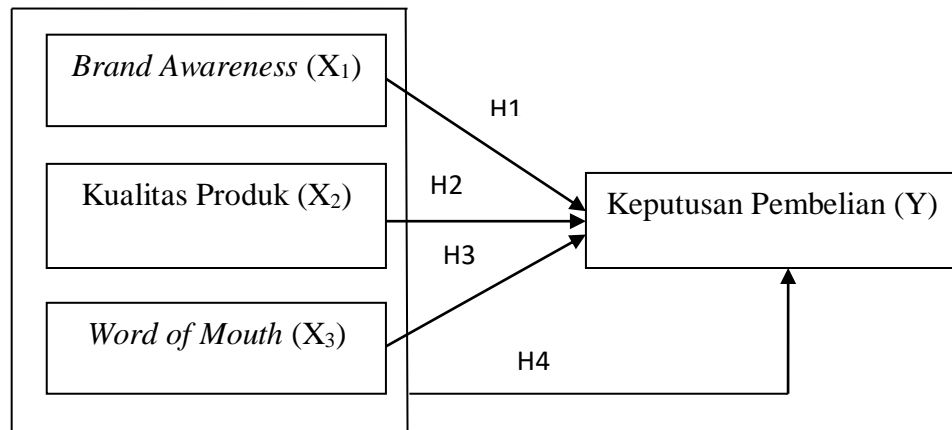 Brand Awareness (X₁)
H1
Kualitas Produk (X₂)
H2
Keputusan Pembelian (Y)
H3
Word of Mouth (X₃)
H4